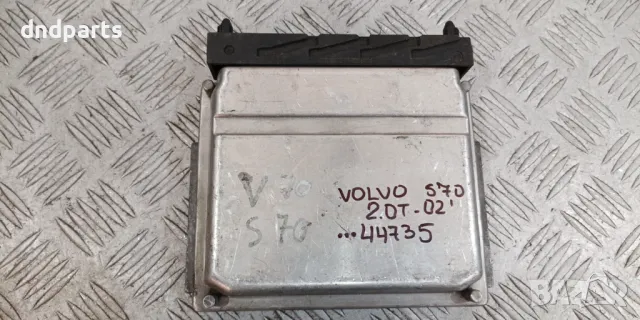 dndparts
V 70
S 70
VOLVO S70
2.0T-02'
...44735
BAZAR